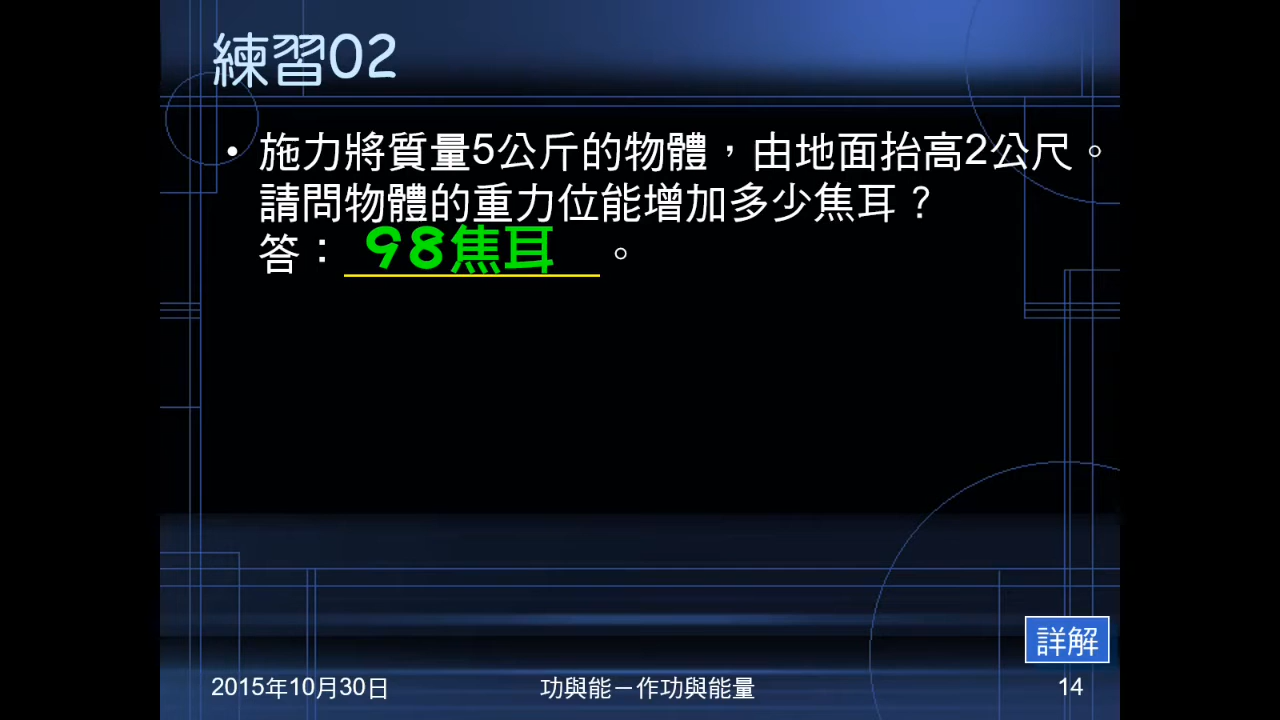 練習02
• 施力將質量5公斤的物體，由地面抬高2公尺。
請問物體的重力位能增加多少焦耳？
答：98焦耳。
詳解
2015年10月30日 功與能－作功與能量 14